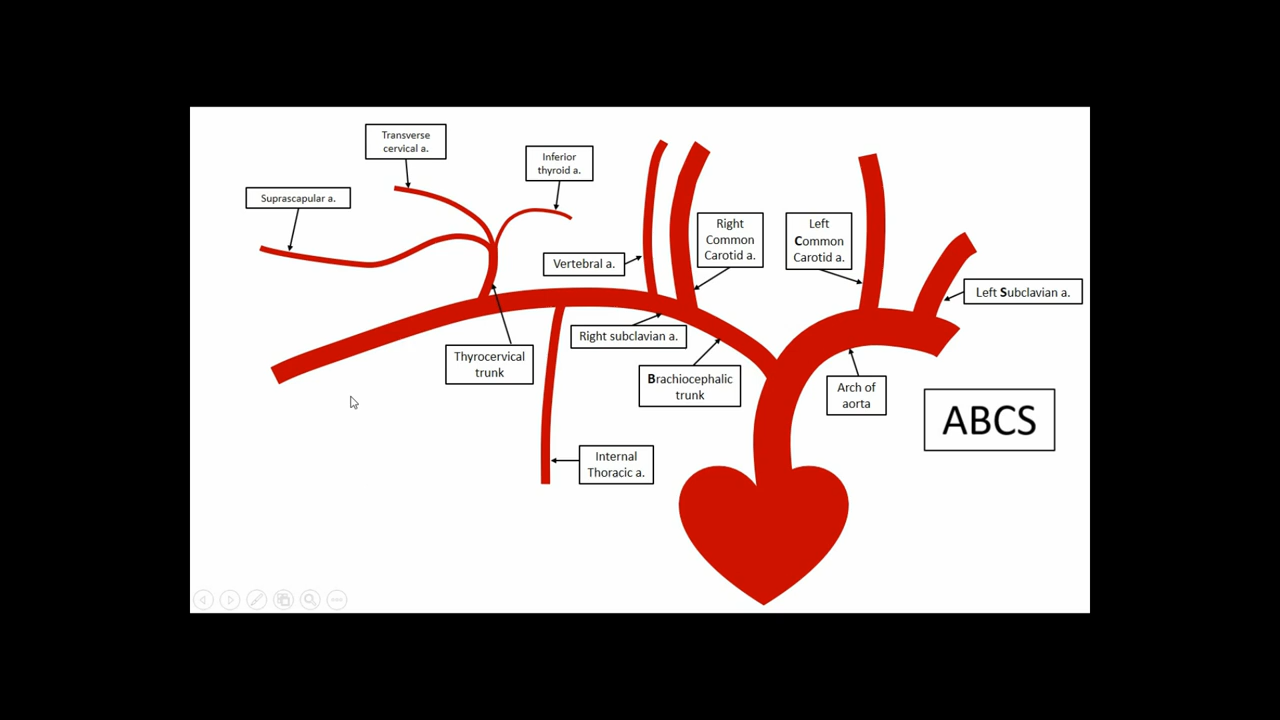 Transverse
cervical a.
Inferior
thyroid a.
Suprascapular a.
Right
Common
Carotid a.
Left
Common
Carotid a.
Vertebral a.
Left Subclavian a.
Right subclavian a.
Thyrocervical
trunk
Brachiocephalic
trunk
Arch of
aorta
ABCS
Internal
Thoracic a.